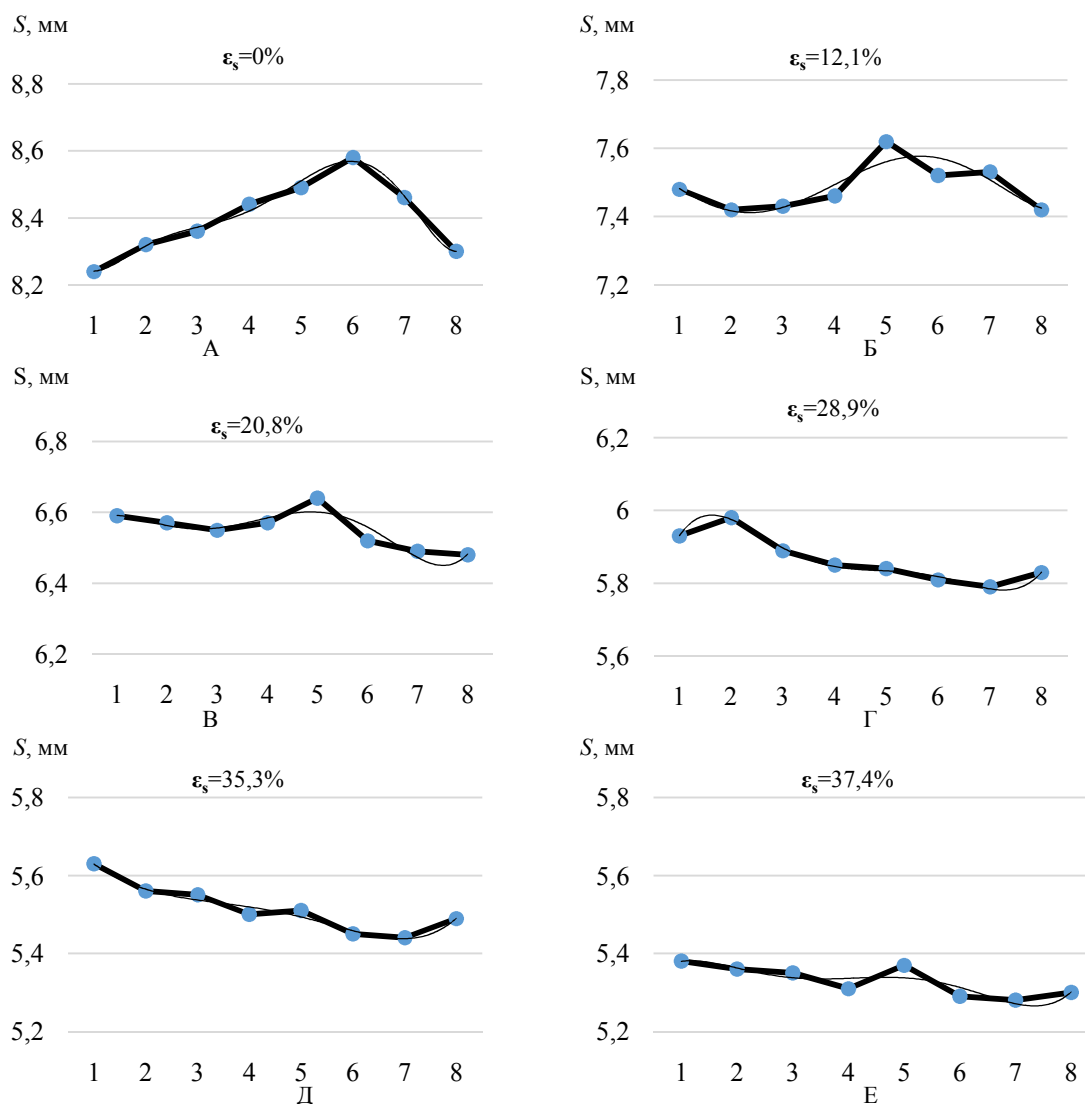 S, мм
εs=0%
8,8
8,6
8,4
8,2
1 2 3 4 5 6 7 8
А
S, мм
εs=12,1%
7,8
7,6
7,4
7,2
1 2 3 4 5 6 7 8
Б
S, мм
εs=20,8%
6,8
6,6
6,4
6,2
1 2 3 4 5 6 7 8
В
S, мм
εs=28,9%
6,2
6
5,8
5,6
1 2 3 4 5 6 7 8
Г
S, мм
εs=35,3%
5,8
5,6
5,4
5,2
1 2 3 4 5 6 7 8
Д
S, мм
εs=37,4%
5,8
5,6
5,4
5,2
1 2 3 4 5 6 7 8
Е